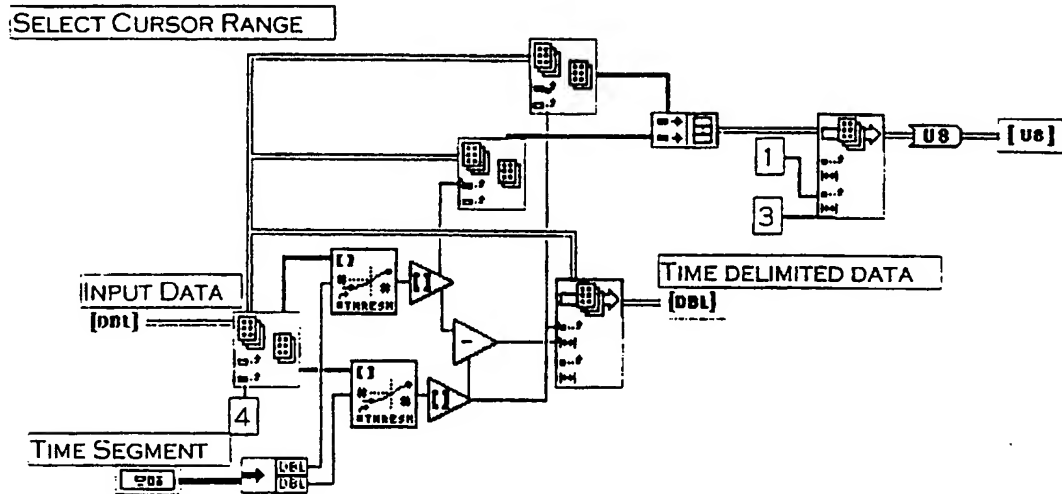 SELECT CURSOR RANGE
U8
[U8]
1
3
INPUT DATA
[DBL]
TIME DELIMITED DATA
[DBL]
4
TIME SEGMENT
DBL
DBL